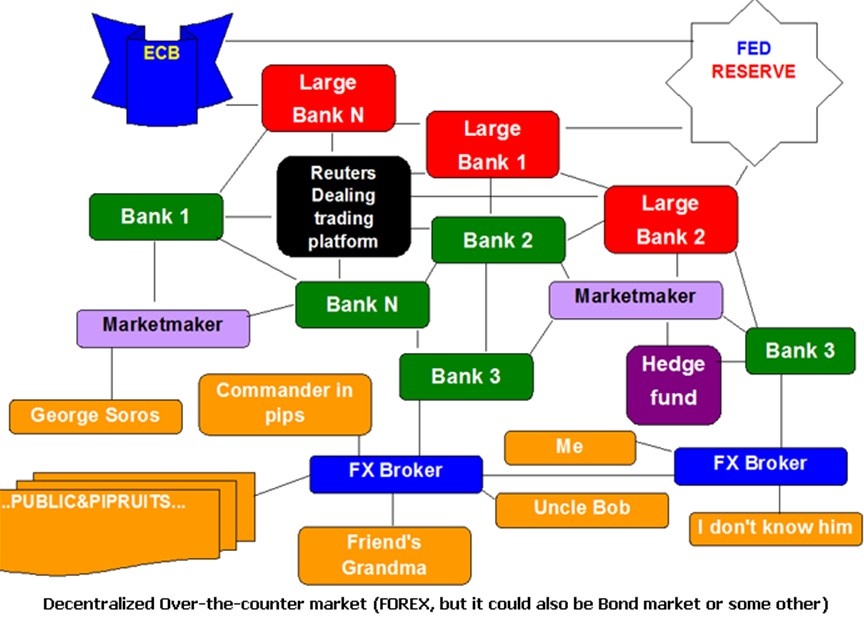 ECB
FED
RESERVE
Large
Bank N
Large
Bank 1
Reuters
Dealing
trading
platform
Large
Bank 2
Bank 1
Bank 2
Bank N
Marketmaker
Marketmaker
Bank 3
Hedge
fund
Bank 3
Commander in
pips
George Soros
Me
FX Broker
FX Broker
..PUBLIC&PIPRUITS...
Uncle Bob
I don't know him
Friend's
Grandma
Decentralized Over-the-counter market (FOREX, but it could also be Bond market or some other)